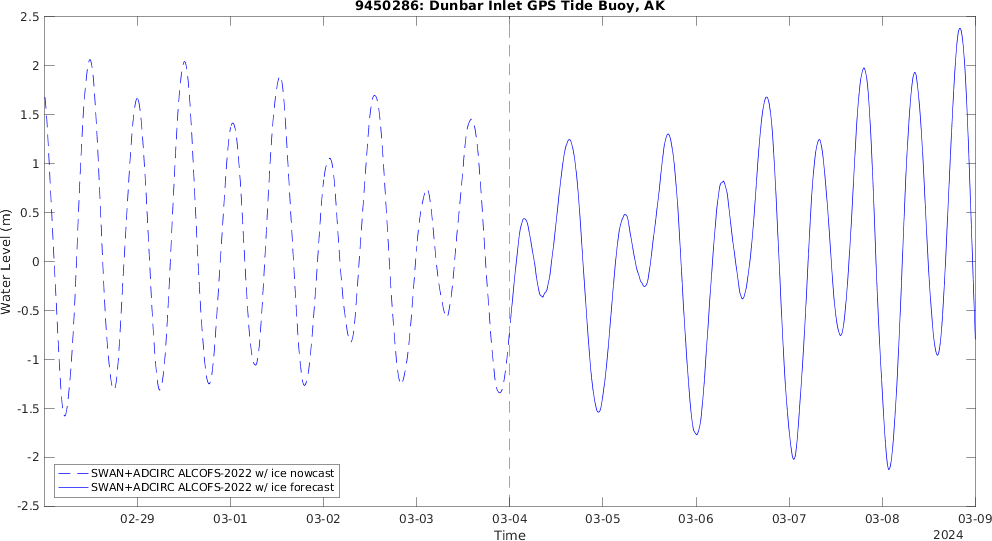 9450286: Dunbar Inlet GPS Tide Buoy, AK
2.5
2
1.5
1
0.5
0
-0.5
-1
-1.5
-2
-2.5
Water Level (m)
SWAN+ADCIRC ALCOFS-2022 w/ ice nowcast
SWAN+ADCIRC ALCOFS-2022 w/ ice forecast
02-29 03-01 03-02 03-03 03-04 03-05 03-06 03-07 03-08 03-09
Time 2024